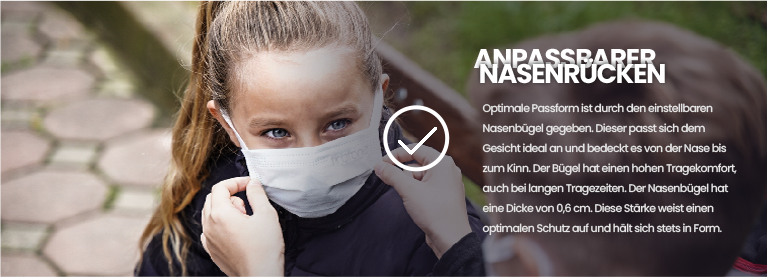 ANPASSBARER
NASENRÜCKEN
Optimale Passform ist durch den einstellbaren
Nasenbügel gegeben. Dieser passt sich dem
Gesicht ideal an und bedeckt es von der Nase bis
zum Kinn. Der Bügel hat einen hohen Tragekomfort,
auch bei langen Tragezeiten. Der Nasenbügel hat
eine Dicke von 0,6 cm. Diese Stärke weist einen
optimalen Schutz auf und hält sich stets in Form.